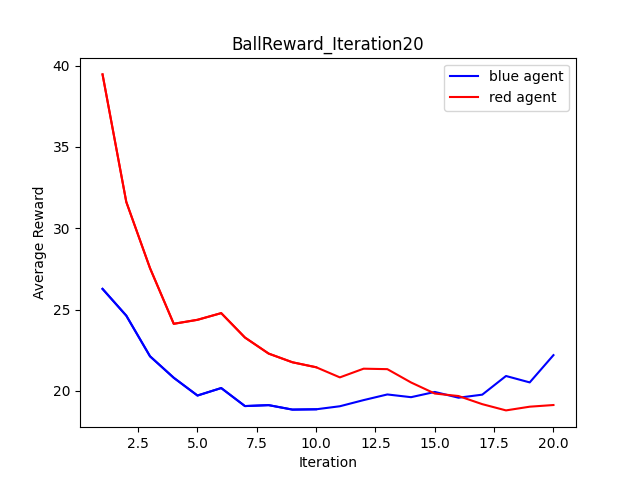 BallReward_Iteration20
blue agent
red agent
Average Reward
40
35
30
25
20
2.5 5.0 7.5 10.0 12.5 15.0 17.5 20.0
Iteration